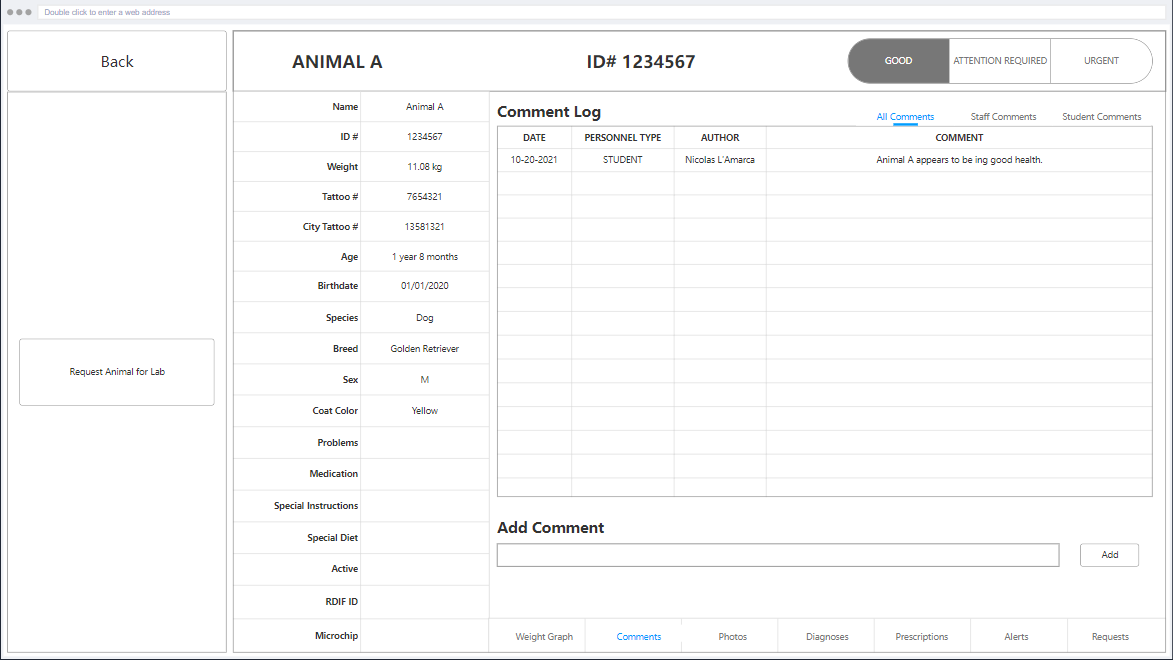 Double click to enter a web address
Back
ANIMAL A
ID# 1234567
GOOD
ATTENTION REQUIRED
URGENT
Request Animal for Lab
Name Animal A
ID # 1234567
Weight 11.08 kg
Tattoo # 7654321
City Tattoo # 13581321
Age 1 year 8 months
Birthdate 01/01/2020
Species Dog
Breed Golden Retriever
Sex M
Coat Color Yellow
Problems
Medication
Special Instructions
Special Diet
Active
RDIF ID
Microchip
Comment Log
All Comments Staff Comments Student Comments
DATE PERSONNEL TYPE AUTHOR COMMENT
10-20-2021 STUDENT Nicolas L'Amarca Animal A appears to be ing good health.
Add Comment
Add
Weight Graph Comments Photos Diagnoses Prescriptions Alerts Requests